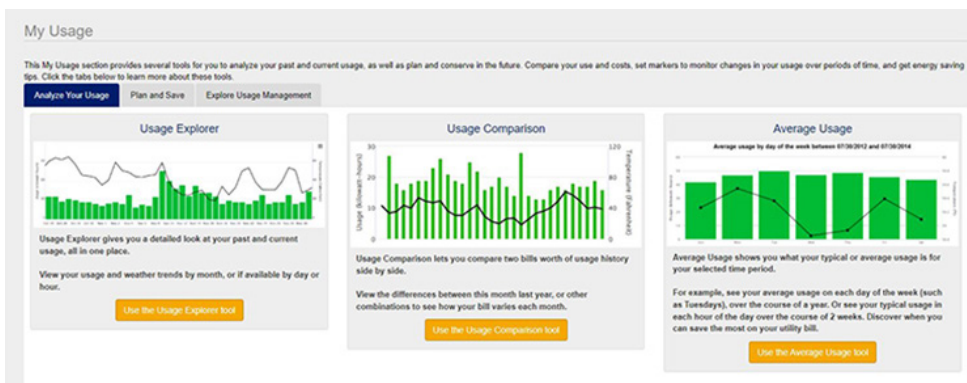 My Usage
This My Usage section provides several tools for you to analyze your past and current usage, as well as plan and conserve in the future. Compare your use and costs, set markers to monitor changes in your usage over periods of time, and get energy saving
tips. Click the tabs below to learn more about these tools.
Analyze Your Usage
Plan and Save
Explore Usage Management
Usage Explorer
Usage Explorer gives you a detailed look at your past and current
usage, all in one place.
View your usage and weather trends by month, or if available by day or
hour.
Use the Usage Explorer tool
Usage Comparison
30
20
10
0
Usage (kilowatt-hours)
120
80
40
0
Temperature (Fahrenheit)
Usage Comparison lets you compare two bills worth of usage history
side by side.
View the differences between this month last year, or other
combinations to see how your bill varies each month.
Use the Usage Comparison tool
Average Usage
Average usage by day of the week between 07/30/2012 and 07/30/2014
Average Usage shows you what your typical or average usage is for
your selected time period.
For example, see your average usage on each day of the week (such
as Tuesdays), over the course of a year. Or see your typical usage in
each hour of the day over the course of 2 weeks. Discover when you
can save the most on your utility bill.
Use the Average Usage tool